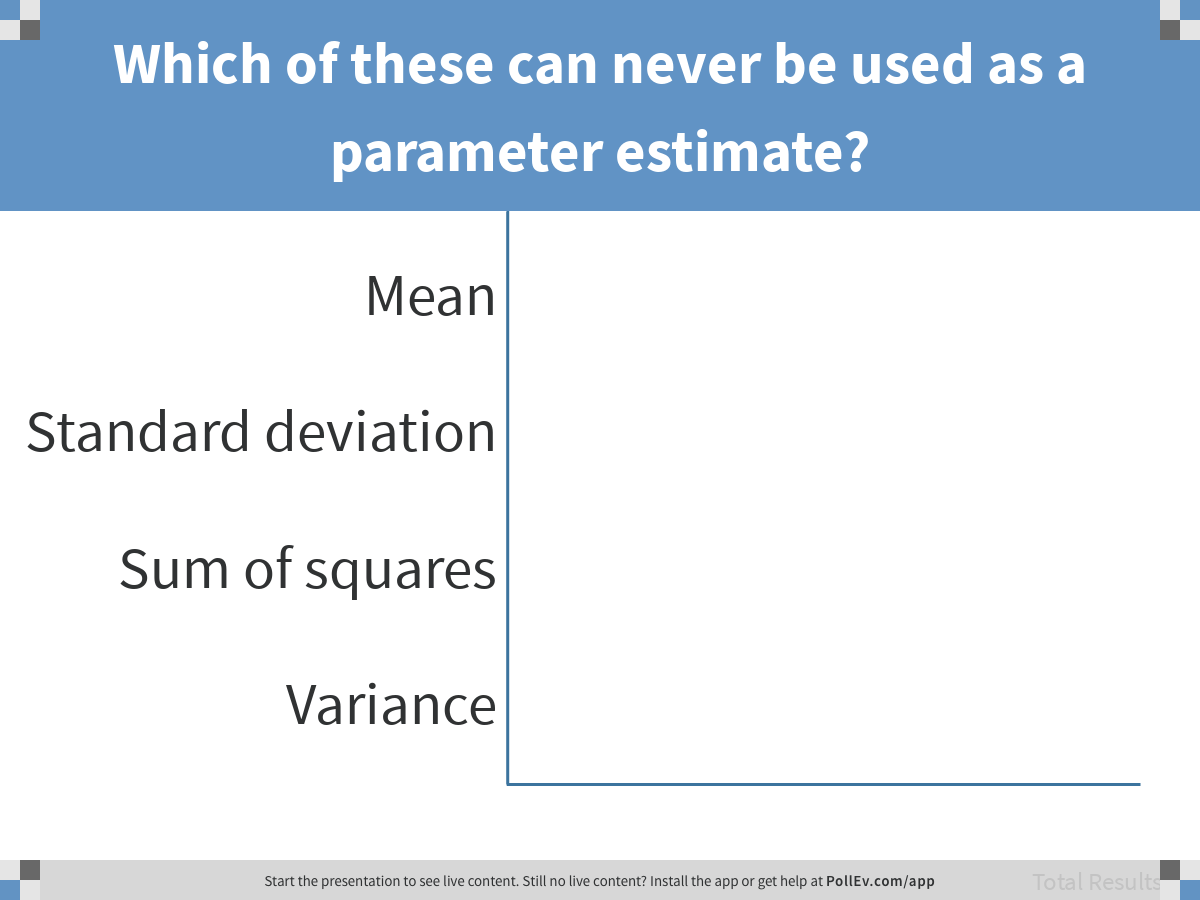 Which of these can never be used as a
parameter estimate?
Mean
Standard deviation
Sum of squares
Variance
Start the presentation to see live content. Still no live content? Install the app or get help at PollEv.com/app
Total Results